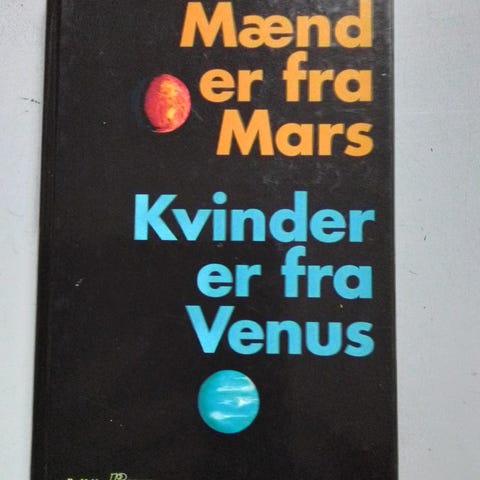 Mænd
er fra
Mars
Kvinder
er fra
Venus